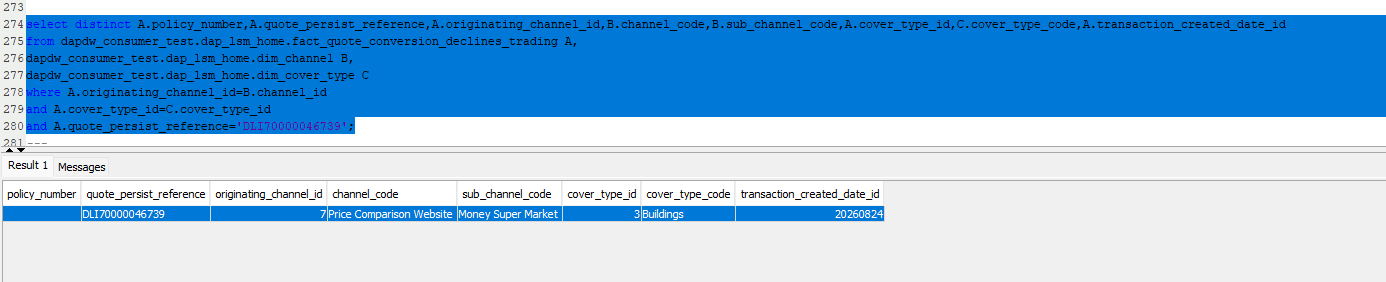 273
274 select distinct A.policy_number,A.quote_persist_reference,A.originating_channel_id,B.channel_code,B.sub_channel_code,A.cover_type_id,C.cover_type_code,A.transaction_created_date_id
275 from dapdw_consumer_test.dap_lsm_home.fact_quote_conversion_declines_trading A,
276 dapdw_consumer_test.dap_lsm_home.dim_channel B,
277 dapdw_consumer_test.dap_lsm_home.dim_cover_type C
278 where A.originating_channel_id=B.channel_id
279 and A.cover_type_id=C.cover_type_id
280 and A.quote_persist_reference='DLI70000046739';
281 ---
Result 1 Messages
policy_number quote_persist_reference originating_channel_id channel_code sub_channel_code cover_type_id cover_type_code transaction_created_date_id
DLI70000046739 7 Price Comparison Website Money Super Market 3 Buildings 20260824